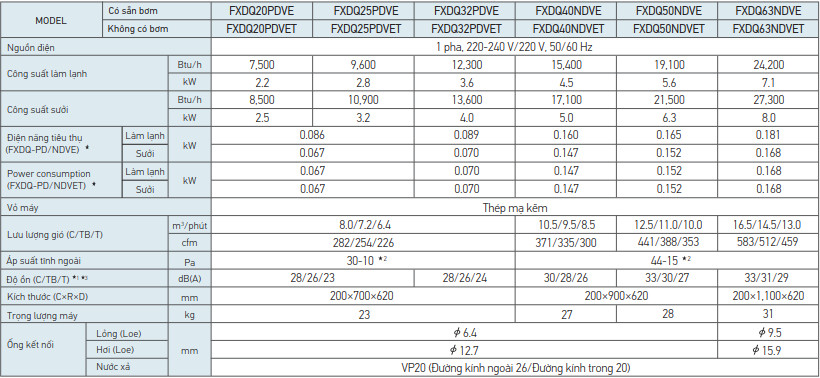 MODEL Có sẵn bơm FXDQ20PDVE FXDQ25PDVE FXDQ32PDVE FXDQ40NDVE FXDQ50NDVE FXDQ63NDVE
Không có bơm FXDQ20PDVET FXDQ25PDVET FXDQ32PDVET FXDQ40NDVET FXDQ50NDVET FXDQ63NDVET
Nguồn điện 1 pha, 220-240 V/220 V, 50/60 Hz
Công suất làm lạnh Btu/h 7,500 9,600 12,300 15,400 19,100 24,200
kW 2.2 2.8 3.6 4.5 5.6 7.1
Công suất sưởi Btu/h 8,500 10,900 13,600 17,100 21,500 27,300
kW 2.5 3.2 4.0 5.0 6.3 8.0
Điện năng tiêu thụ (FXDQ-PD/NDVE) * Làm lạnh kW 0.086 0.089 0.160 0.165 0.181
Sưởi 0.067 0.070 0.147 0.152 0.168
Power consumption (FXDQ-PD/NDVET) * Làm lạnh kW 0.067 0.070 0.147 0.152 0.168
Sưởi 0.067 0.070 0.147 0.152 0.168
Vỏ máy Thép mạ kẽm
Lưu lượng gió (C/TB/T) m³/phút 8.0/7.2/6.4 10.5/9.5/8.5 12.5/11.0/10.0 16.5/14.5/13.0
cfm 282/254/226 371/335/300 441/388/353 583/512/459
Áp suất tĩnh ngoài Pa 30-10 *² 44-15 *²
Độ ồn (C/TB/T) *¹ *³ dB(A) 28/26/23 28/26/24 30/28/26 33/30/27 33/31/29
Kích thước (C×R×D) mm 200×700×620 200×900×620 200×1,100×620
Trọng lượng máy kg 23 27 28 31
Ống kết nối Lỏng (Loe) mm ϕ 6.4 ϕ 9.5
Hơi (Loe) ϕ 12.7 ϕ 15.9
Nước xả VP20 (Đường kính ngoài 26/Đường kính trong 20)